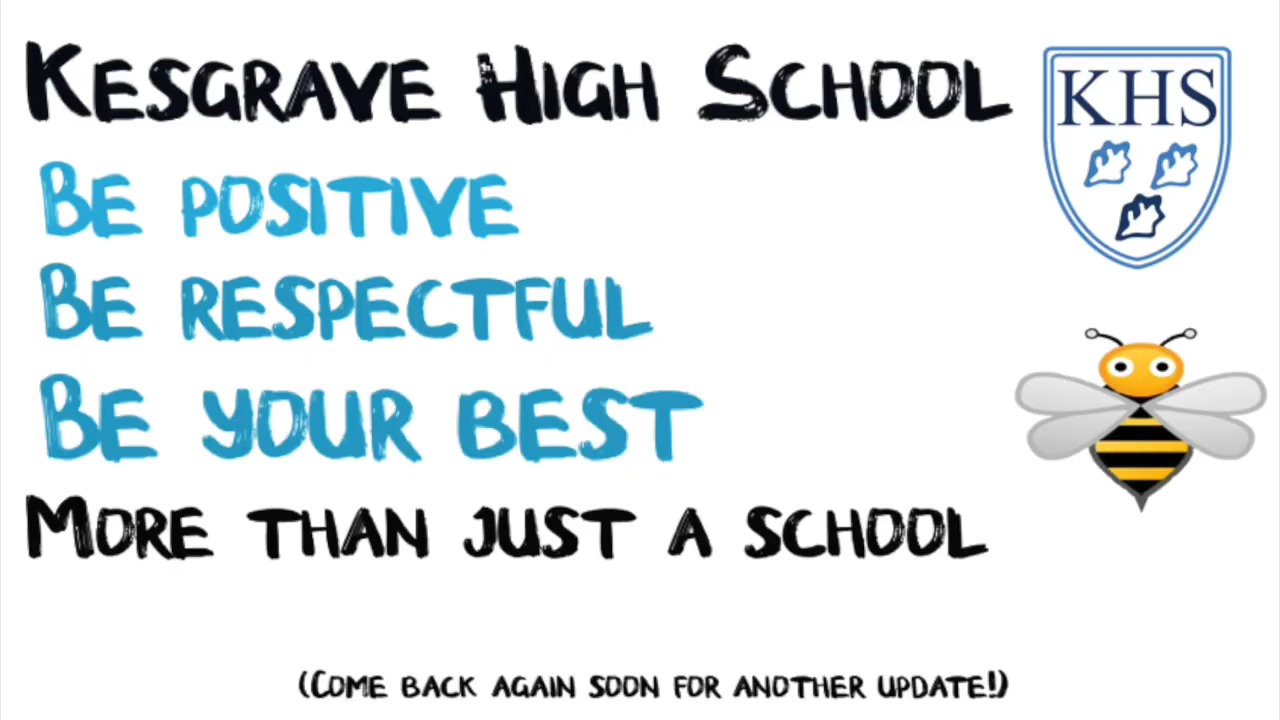 Kesgrave High School
KHS
Be positive
Be respectful
Be your best
More than just a school
(Come back again soon for another update!)